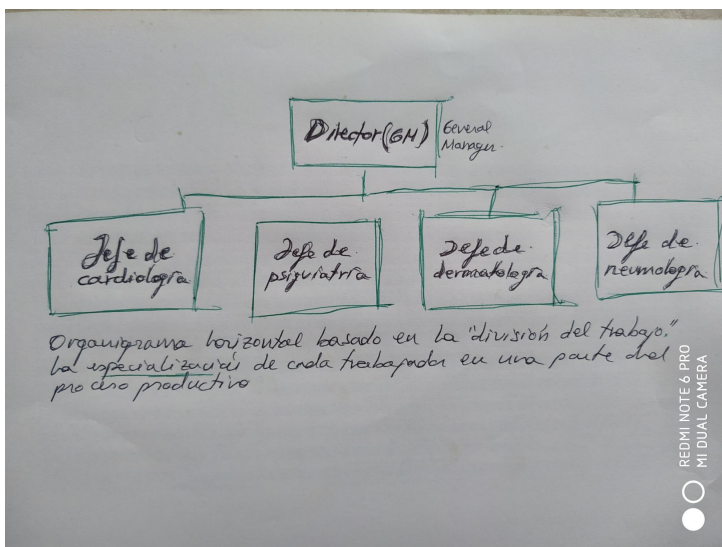 Director (GM)
General
Manager.
Jefe de
cardiología
Jefe de
psiquiatría
Jefe de
dermatología
Jefe de
neumología
Organigrama horizontal basado en la "división del trabajo."
La especialización de cada trabajador en una parte del
proceso productivo
REDMI NOTE 6 PRO
MI DUAL CAMERA